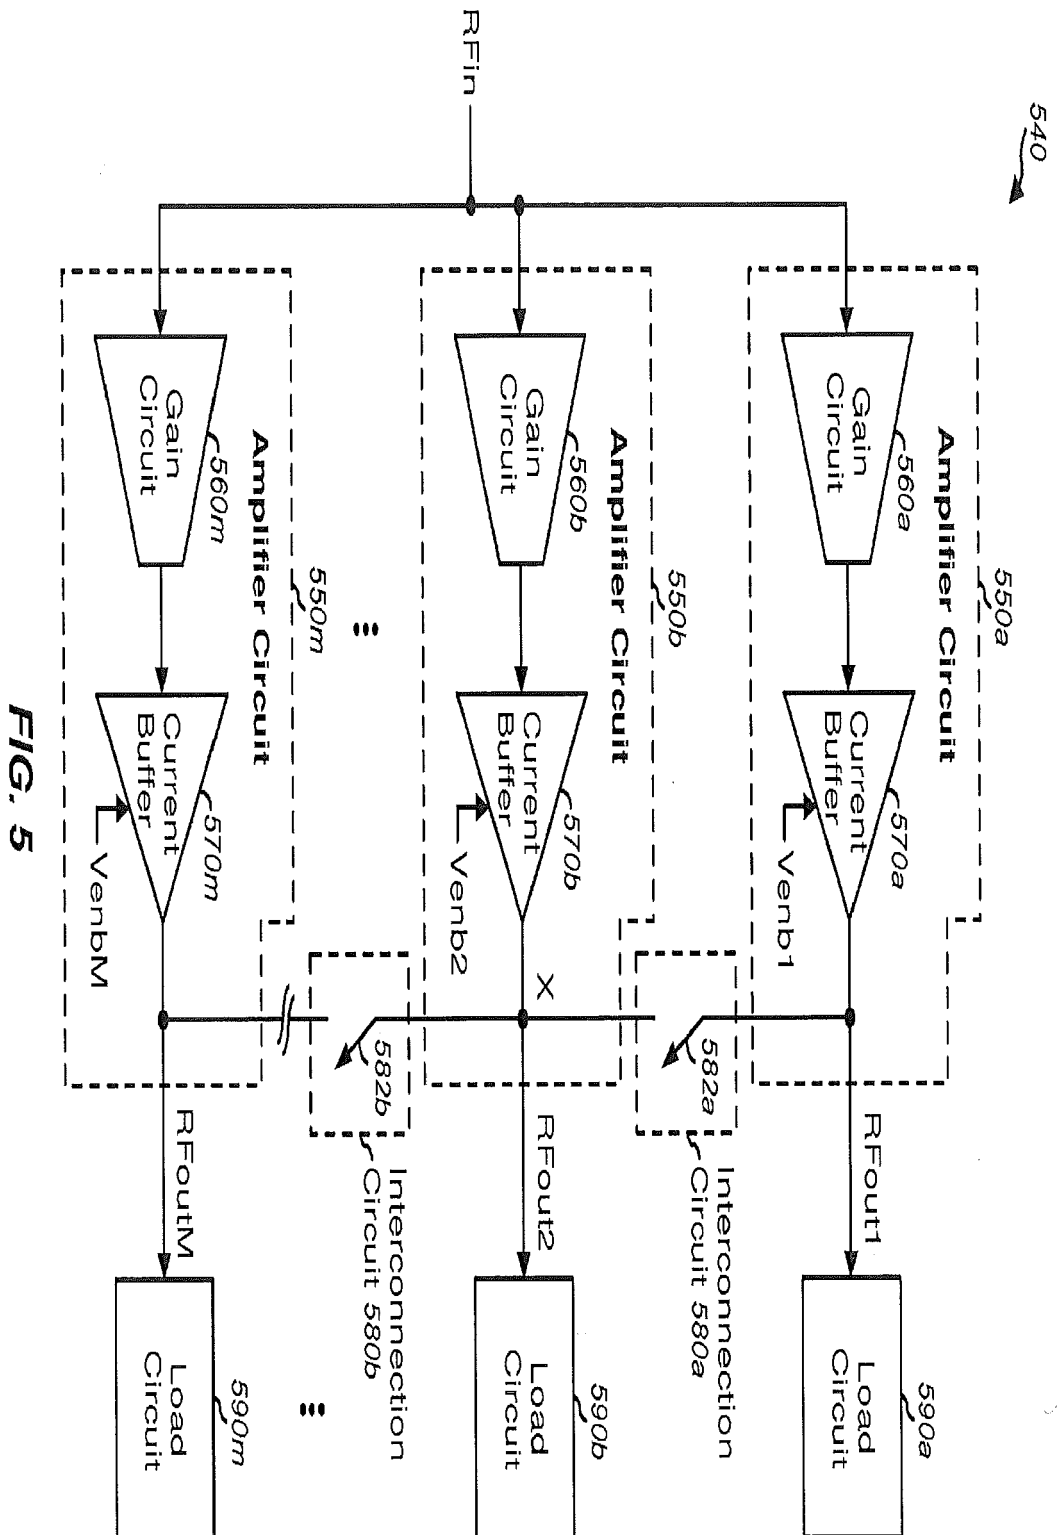 540
550a
Amplifier Circuit
560a
Gain
Circuit
570a
Current
Buffer
Venb1
RFout1
590a
Load
Circuit
582a
Interconnection
Circuit 580a
550b
Amplifier Circuit
560b
Gain
Circuit
570b
Current
Buffer
Venb2
X
RFout2
590b
Load
Circuit
RFin
582b
Interconnection
Circuit 580b
550m
Amplifier Circuit
560m
Gain
Circuit
570m
Current
Buffer
VenbM
RFoutM
590m
Load
Circuit
FIG. 5